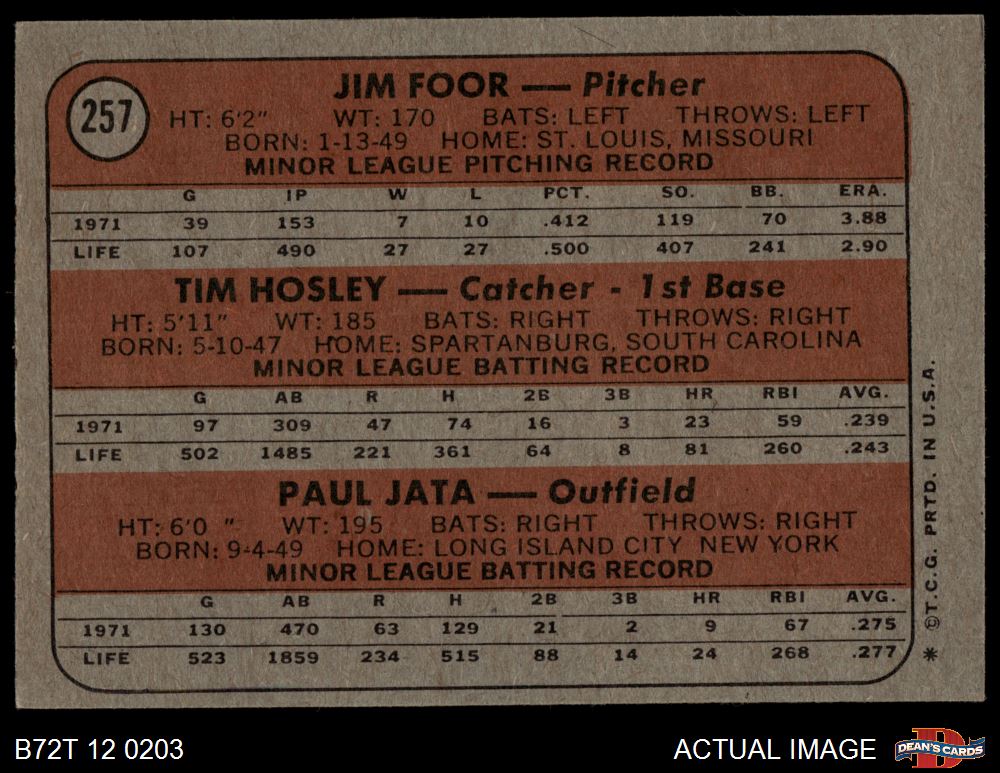 257
JIM FOOR — Pitcher
HT: 6'2" WT: 170 BATS: LEFT THROWS: LEFT
BORN: 1-13-49 HOME: ST. LOUIS, MISSOURI
MINOR LEAGUE PITCHING RECORD
G IP W L PCT. SO. BB. ERA.
1971 39 153 7 10 .412 119 70 3.88
LIFE 107 490 27 27 .500 407 241 2.90
TIM HOSLEY — Catcher - 1st Base
HT: 5'11" WT: 185 BATS: RIGHT THROWS: RIGHT
BORN: 5-10-47 HOME: SPARTANBURG, SOUTH CAROLINA
MINOR LEAGUE BATTING RECORD
G AB R H 2B 3B HR RBI AVG.
1971 97 309 47 74 16 3 23 59 .239
LIFE 502 1485 221 361 64 8 81 260 .243
PAUL JATA — Outfield
HT: 6'0 " WT: 195 BATS: RIGHT THROWS: RIGHT
BORN: 9-4-49 HOME: LONG ISLAND CITY NEW YORK
MINOR LEAGUE BATTING RECORD
G AB R H 2B 3B HR RBI AVG.
1971 130 470 63 129 21 2 9 67 .275
LIFE 523 1859 234 515 88 14 24 268 .277
* ©T.C.G. PRTD. IN U.S.A.
B72T 12 0203 ACTUAL IMAGE
D
DEAN'S CARDS